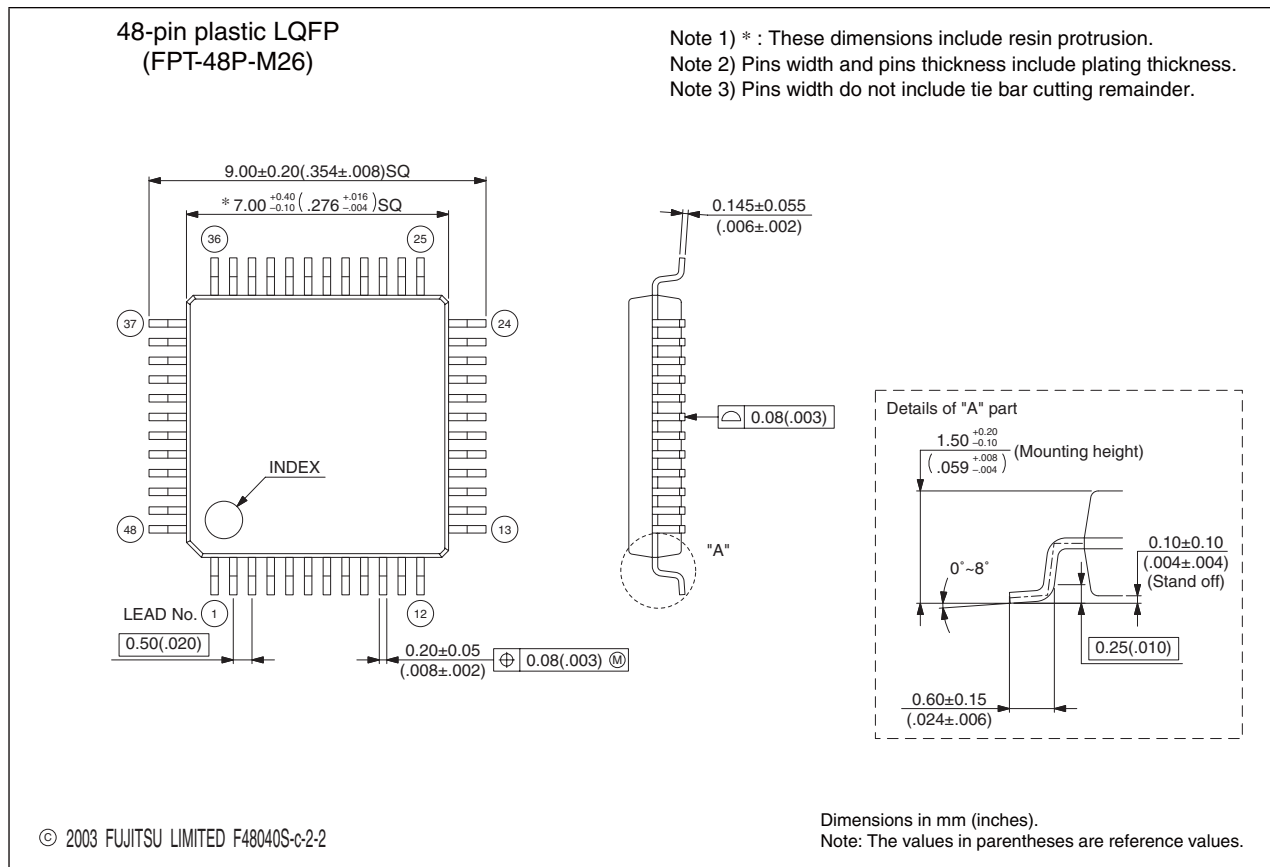 48-pin plastic LQFP
(FPT-48P-M26)
Note 1) * : These dimensions include resin protrusion.
Note 2) Pins width and pins thickness include plating thickness.
Note 3) Pins width do not include tie bar cutting remainder.
9.00±0.20(.354±.008)SQ
* 7.00 +0.40 –0.10 ( .276 +.016 –.004 )SQ
0.145±0.055
(.006±.002)
36
25
37
24
0.08(.003)
Details of "A" part
1.50 +0.20 –0.10 (Mounting height)
( .059 +.008 –.004 )
INDEX
48
13
"A"
0.10±0.10
(.004±.004)
(Stand off)
0˚~8˚
LEAD No. 1
12
0.50(.020)
0.20±0.05
(.008±.002)
⌖ 0.08(.003) Ⓜ
0.25(.010)
0.60±0.15
(.024±.006)
© 2003 FUJITSU LIMITED F48040S-c-2-2
Dimensions in mm (inches).
Note: The values in parentheses are reference values.